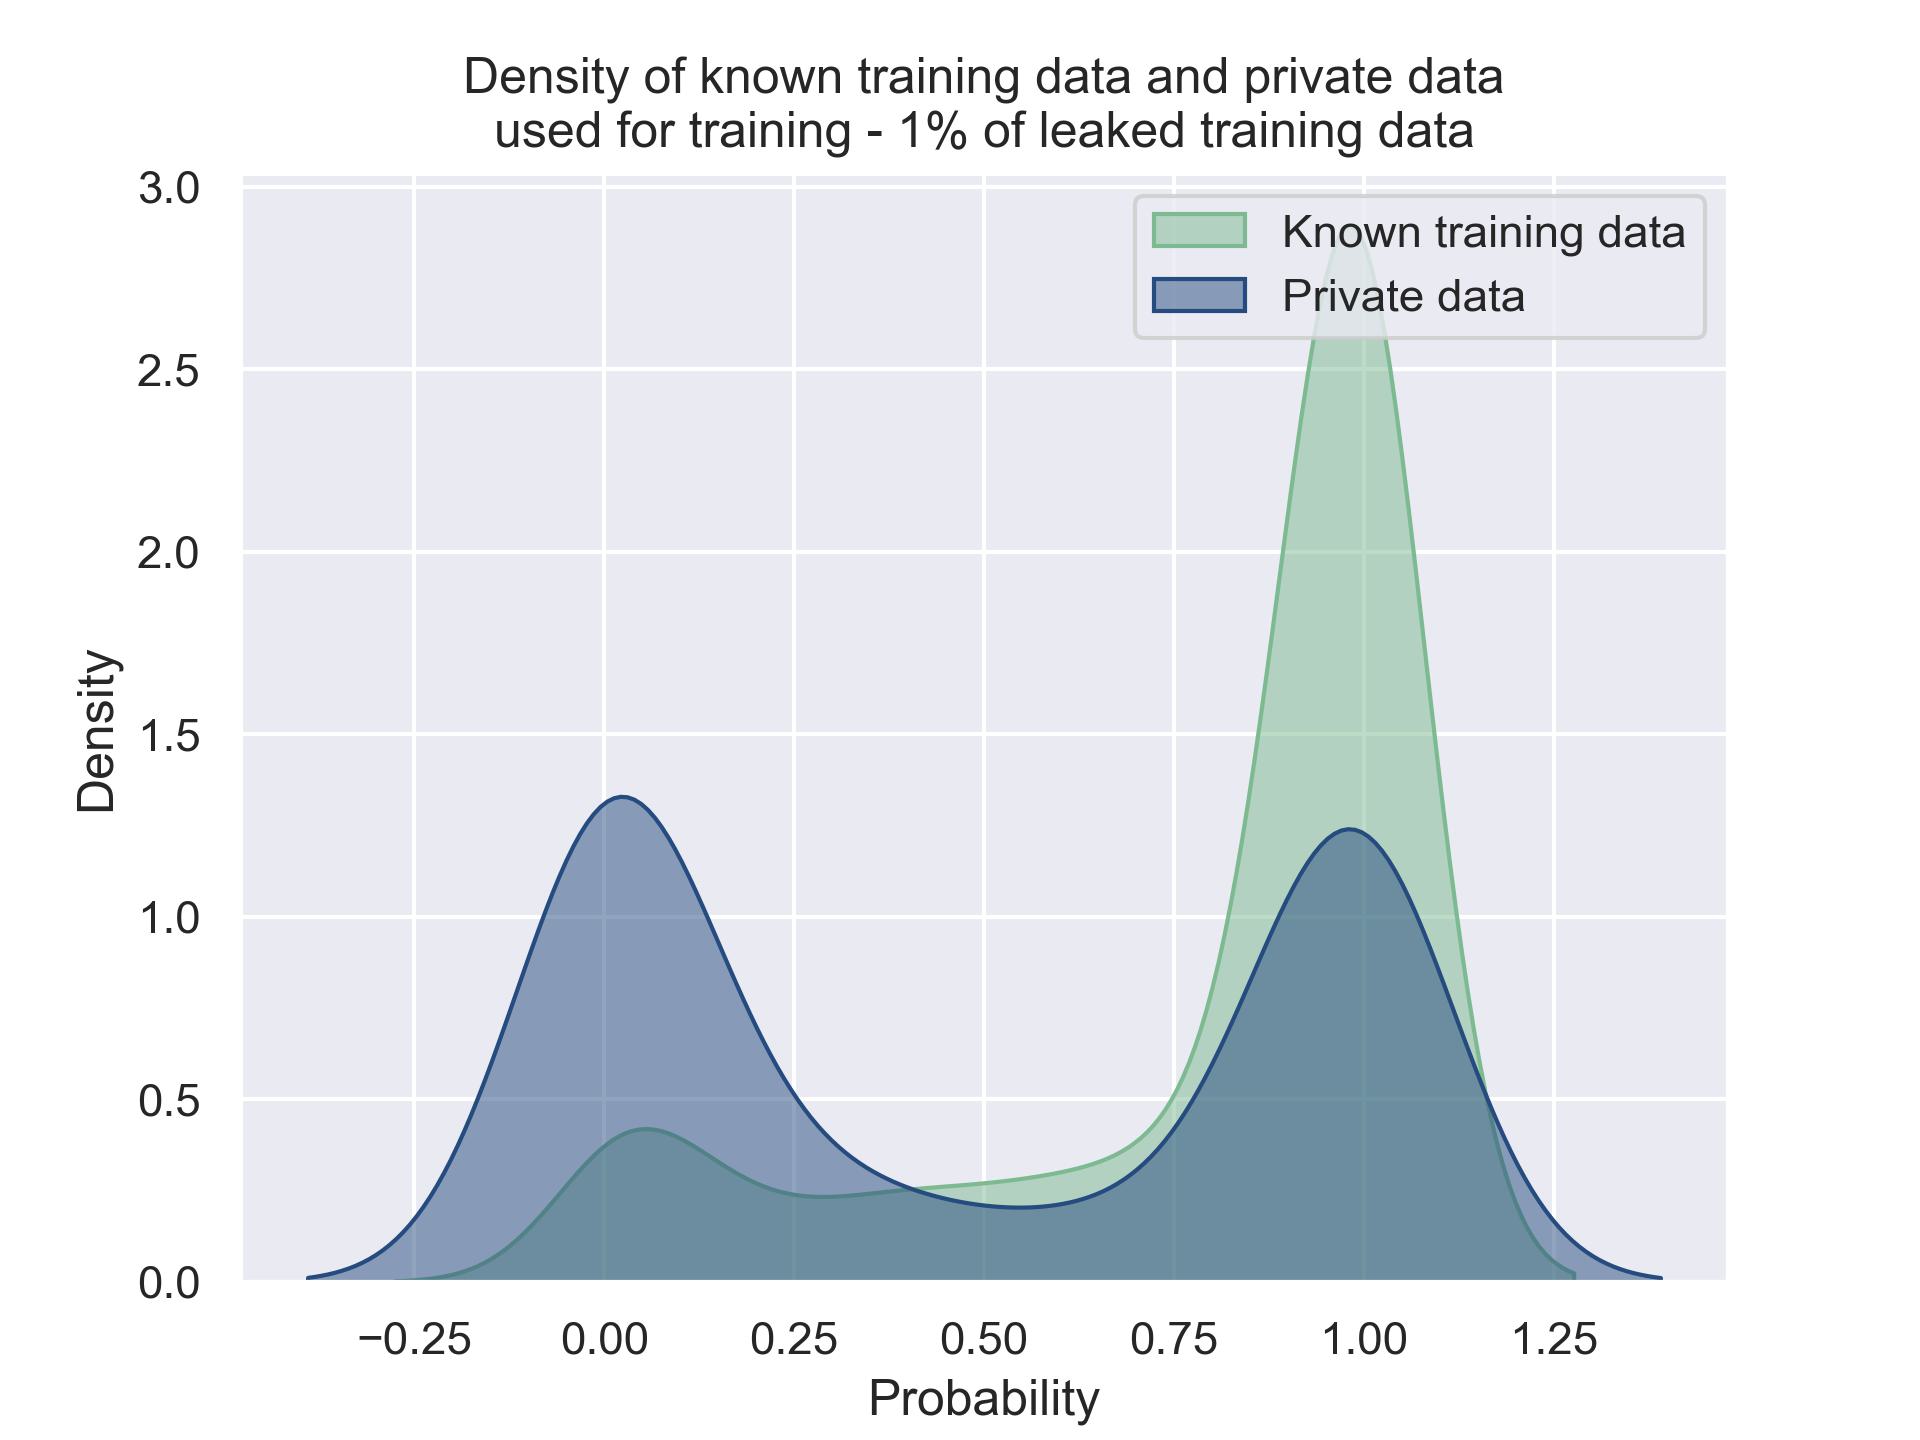 Density of known training data and private data
used for training - 1% of leaked training data
3.0
2.5
2.0
1.5
1.0
0.5
0.0
Density
Known training data
Private data
−0.25 0.00 0.25 0.50 0.75 1.00 1.25
Probability